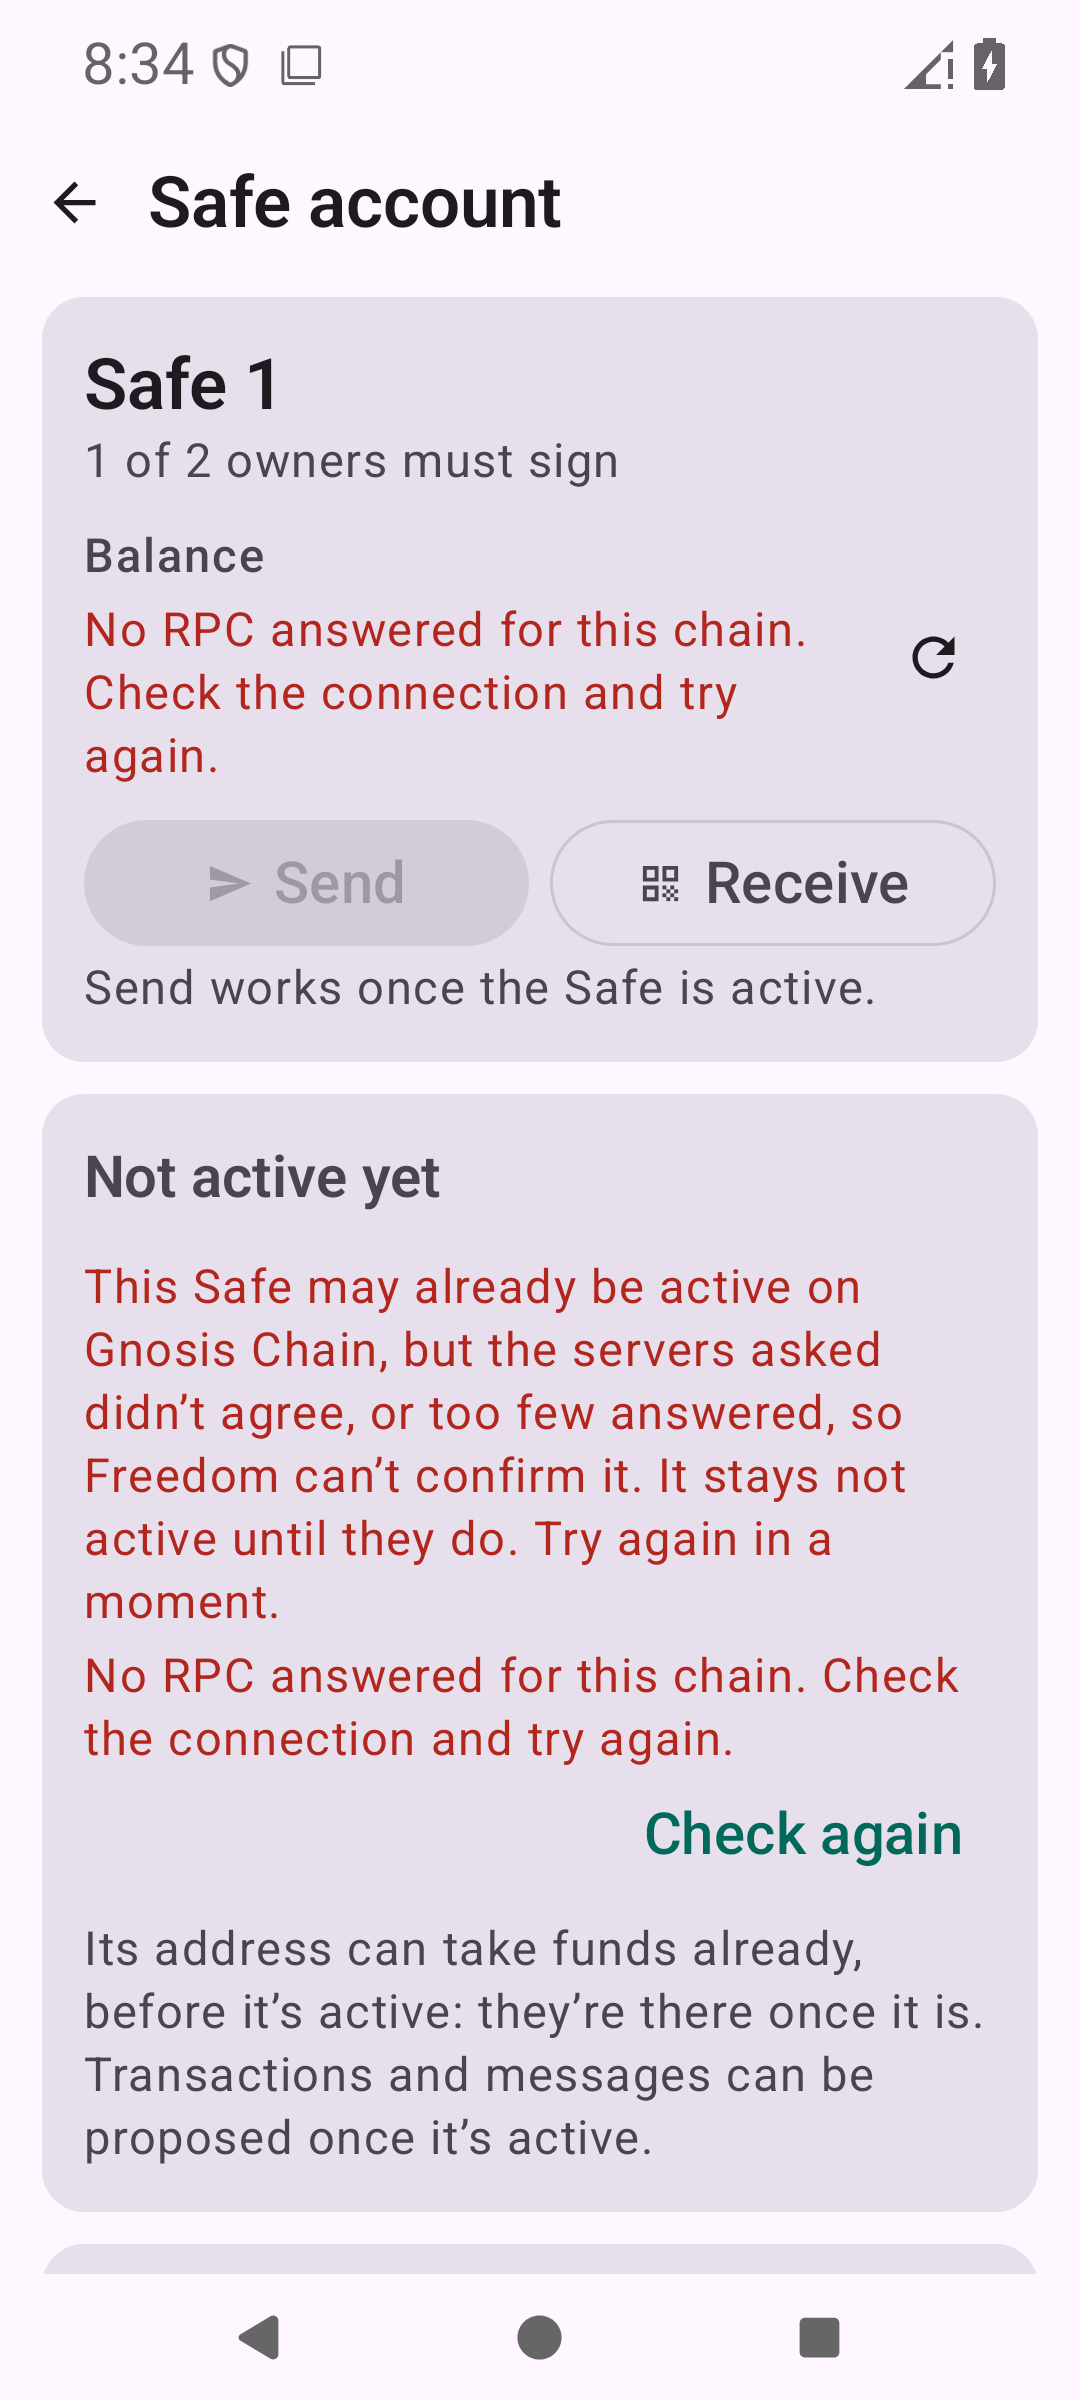 8:34
Safe account
Safe 1
1 of 2 owners must sign
Balance
No RPC answered for this chain.
Check the connection and try
again.
Send
Receive
Send works once the Safe is active.
Not active yet
This Safe may already be active on
Gnosis Chain, but the servers asked
didn’t agree, or too few answered, so
Freedom can’t confirm it. It stays not
active until they do. Try again in a
moment.
No RPC answered for this chain. Check
the connection and try again.
Check again
Its address can take funds already,
before it’s active: they’re there once it is.
Transactions and messages can be
proposed once it’s active.